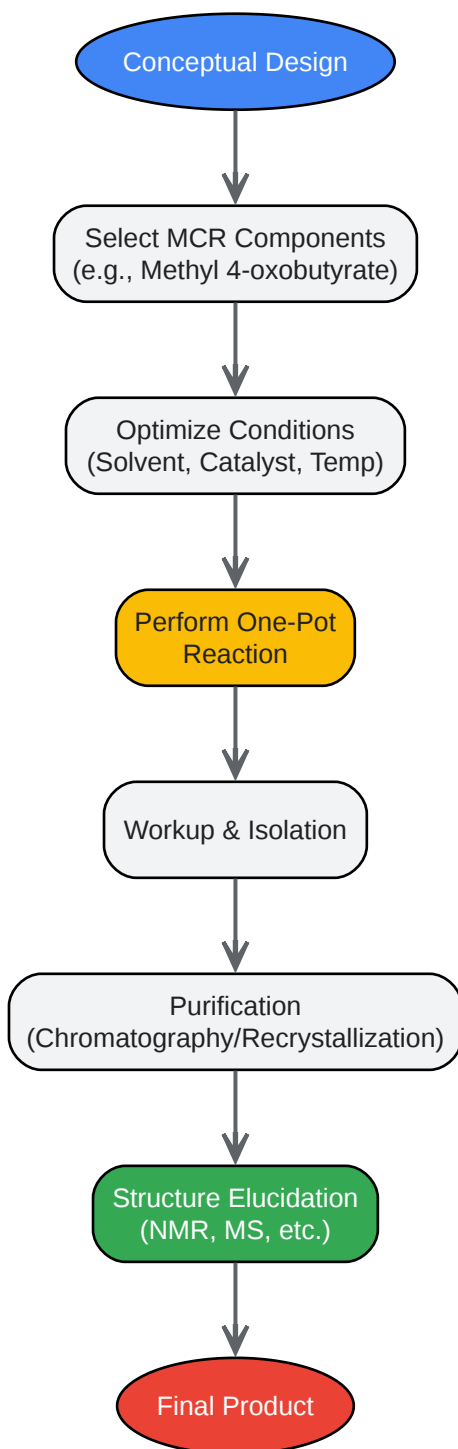 Conceptual Design
Select MCR Components
(e.g., Methyl 4-oxobutyrate)
Optimize Conditions
(Solvent, Catalyst, Temp)
Perform One-Pot
Reaction
Workup & Isolation
Purification
(Chromatography/Recrystallization)
Structure Elucidation
(NMR, MS, etc.)
Final Product